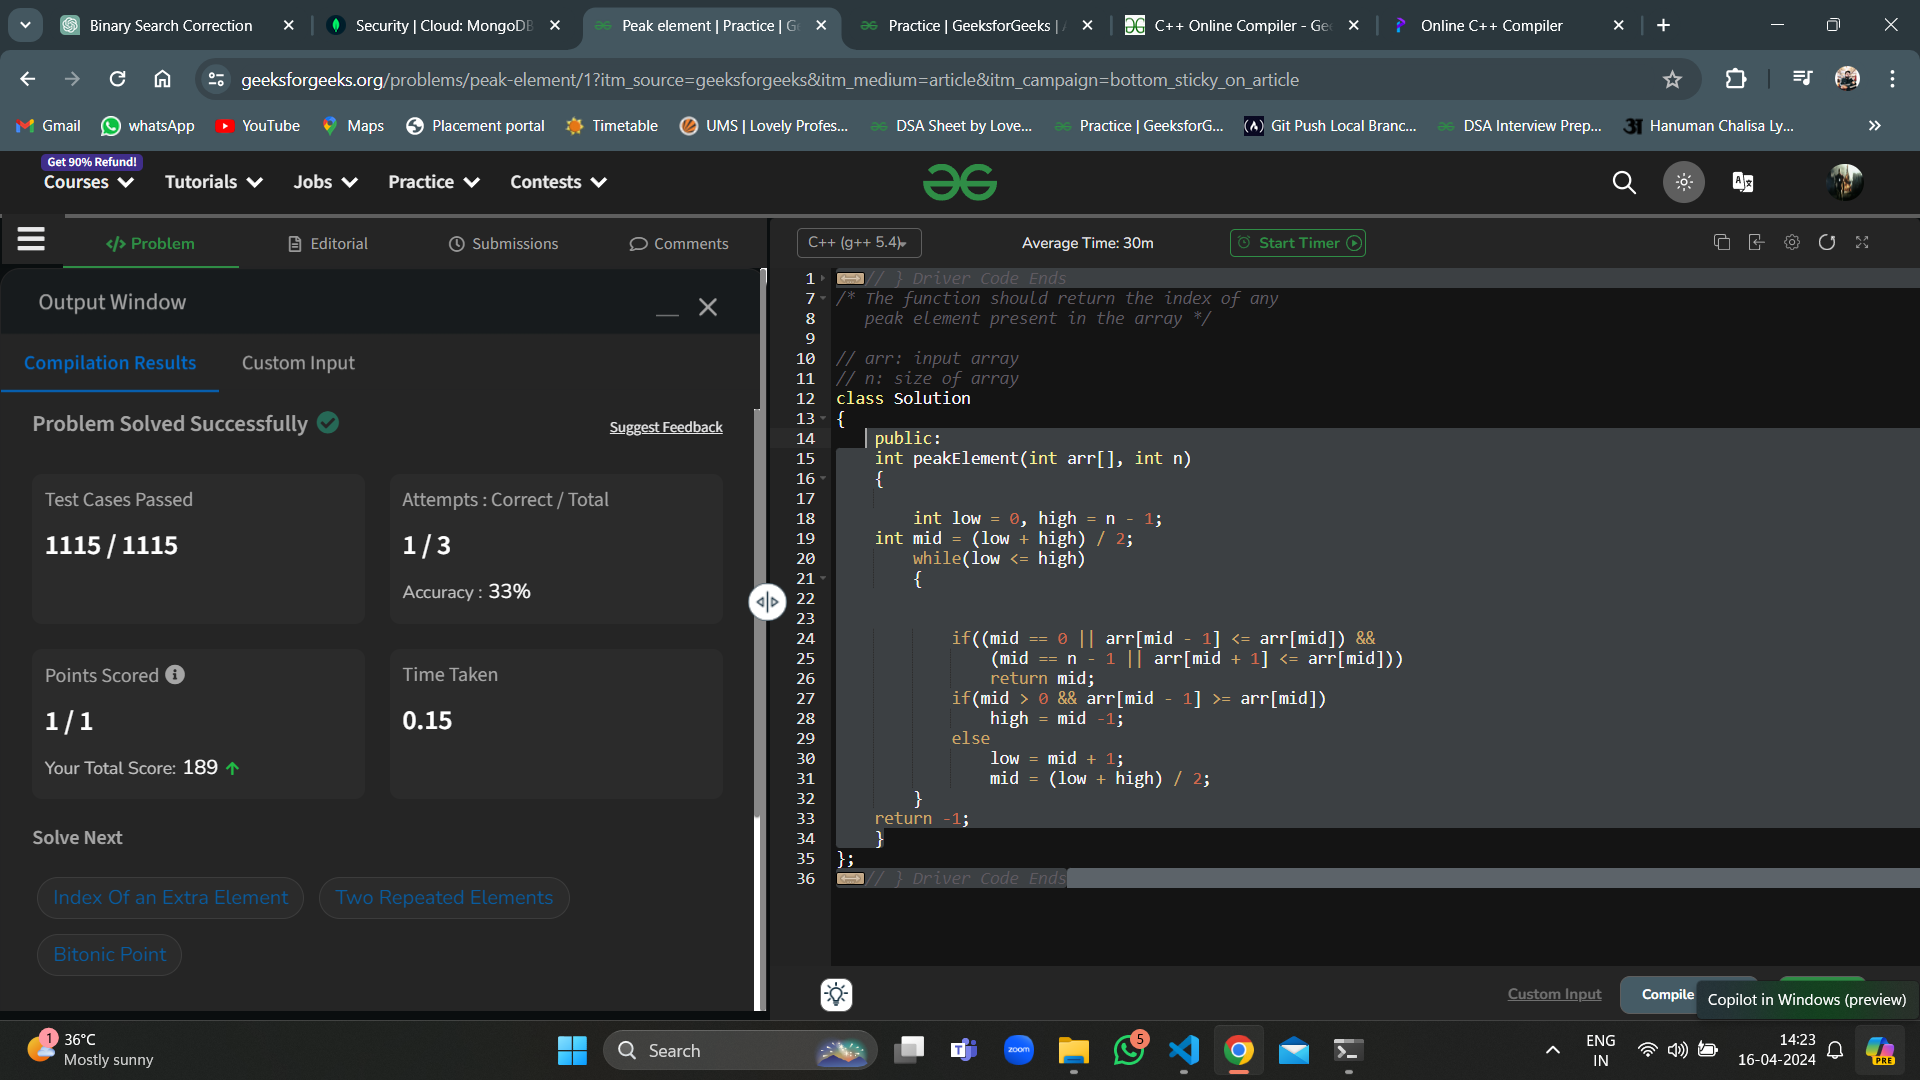 Binary Search Correction
Security | Cloud: MongoDB
Peak element | Practice | Ge
Practice | GeeksforGeeks | A
C++ Online Compiler - Gee
Online C++ Compiler
geeksforgeeks.org/problems/peak-element/1?itm_source=geeksforgeeks&itm_medium=article&itm_campaign=bottom_sticky_on_article
Gmail
whatsApp
YouTube
Maps
Placement portal
Timetable
UMS | Lovely Profes...
DSA Sheet by Love...
Practice | GeeksforG...
Git Push Local Branc...
DSA Interview Prep...
Hanuman Chalisa Ly...
Get 90% Refund!
Courses
Tutorials
Jobs
Practice
Contests
Problem
Editorial
Submissions
Comments
C++ (g++ 5.4)
Average Time: 30m
Start Timer
Output Window
Compilation Results
Custom Input
Problem Solved Successfully
Suggest Feedback
Test Cases Passed
1115 / 1115
Attempts : Correct / Total
1 / 3
Accuracy : 33%
Points Scored
1 / 1
Your Total Score: 189
Time Taken
0.15
Solve Next
Index Of an Extra Element
Two Repeated Elements
Bitonic Point
1 // } Driver Code Ends
7 /* The function should return the index of any
8 peak element present in the array */
9
10 // arr: input array
11 // n: size of array
12 class Solution
13 {
14 public:
15 int peakElement(int arr[], int n)
16 {
17
18 int low = 0, high = n - 1;
19 int mid = (low + high) / 2;
20 while(low <= high)
21 {
22
23
24 if((mid == 0 || arr[mid - 1] <= arr[mid]) &&
25 (mid == n - 1 || arr[mid + 1] <= arr[mid]))
26 return mid;
27 if(mid > 0 && arr[mid - 1] >= arr[mid])
28 high = mid -1;
29 else
30 low = mid + 1;
31 mid = (low + high) / 2;
32 }
33 return -1;
34 }
35 };
36 // } Driver Code Ends
Custom Input
Compile
Copilot in Windows (preview)
1
36°C
Mostly sunny
Search
zoom
5
ENG
IN
14:23
16-04-2024
PRE